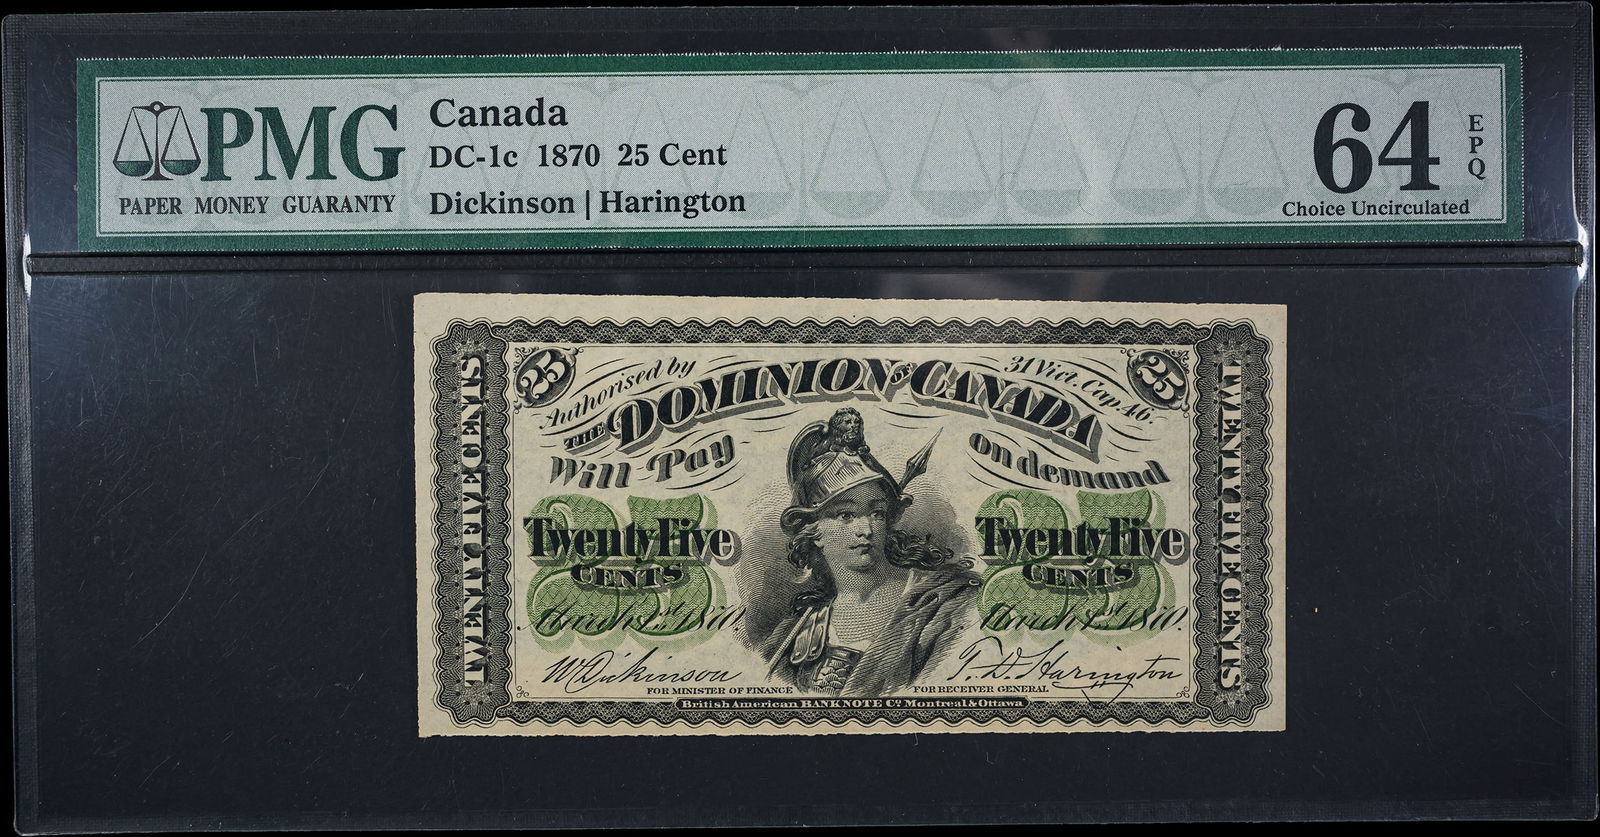 PMG
PAPER MONEY GUARANTY
Canada
DC-1c 1870 25 Cent
Dickinson | Harington
64
EPQ
Choice Uncirculated
25
Authorised by
31 Vict. Cap. 46.
25
THE DOMINION OF CANADA
Will Pay
On demand
TWENTY FIVE CENTS
25
Twenty Five
CENTS
March 1st 1870.
25
Twenty Five
CENTS
March 1st 1870.
TWENTY FIVE CENTS
W Dickinson
FOR MINISTER OF FINANCE
T. D. Harington
FOR RECEIVER GENERAL
British American BANK NOTE Co. Montreal & Ottawa